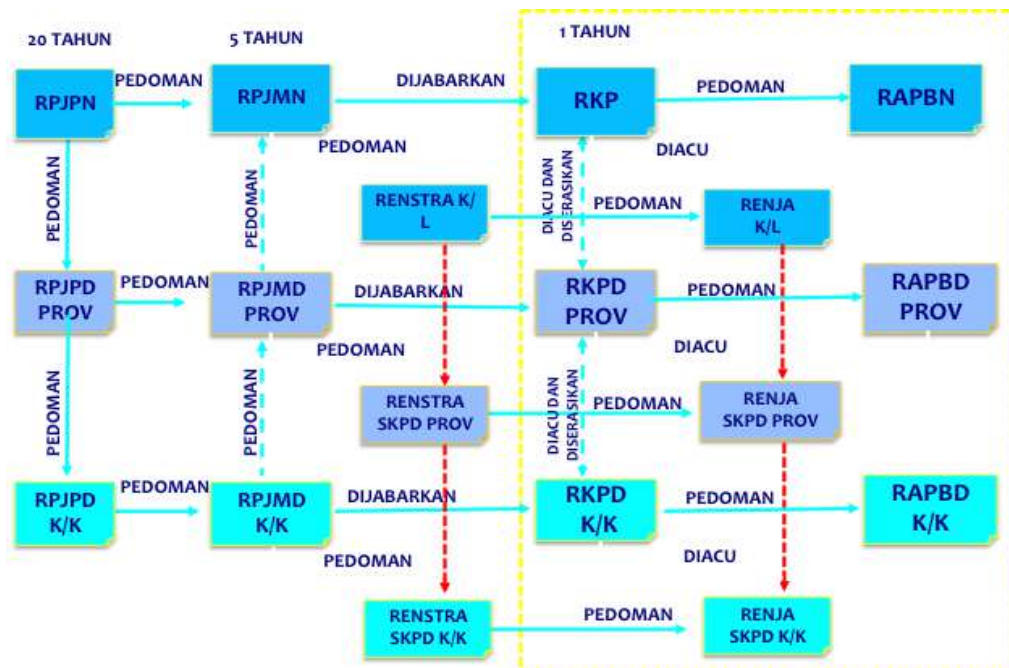 20 TAHUN
5 TAHUN
1 TAHUN
RPJPN
PEDOMAN
RPJMN
DIJABARKAN
RKP
PEDOMAN
RAPBN
PEDOMAN
PEDOMAN
PEDOMAN
DIACU DAN
DISERASIKAN
DIACU
RENSTRA K/
L
PEDOMAN
RENJA
K/L
RPJPD
PROV
PEDOMAN
RPJMD
PROV
DIJABARKAN
RKPD
PROV
PEDOMAN
RAPBD
PROV
PEDOMAN
PEDOMAN
PEDOMAN
DIACU DAN
DISERASIKAN
DIACU
RENSTRA
SKPD PROV
PEDOMAN
RENJA
SKPD PROV
RPJPD
K/K
PEDOMAN
RPJMD
K/K
DIJABARKAN
RKPD
K/K
PEDOMAN
RAPBD
K/K
PEDOMAN
DIACU
RENSTRA
SKPD K/K
PEDOMAN
RENJA
SKPD K/K